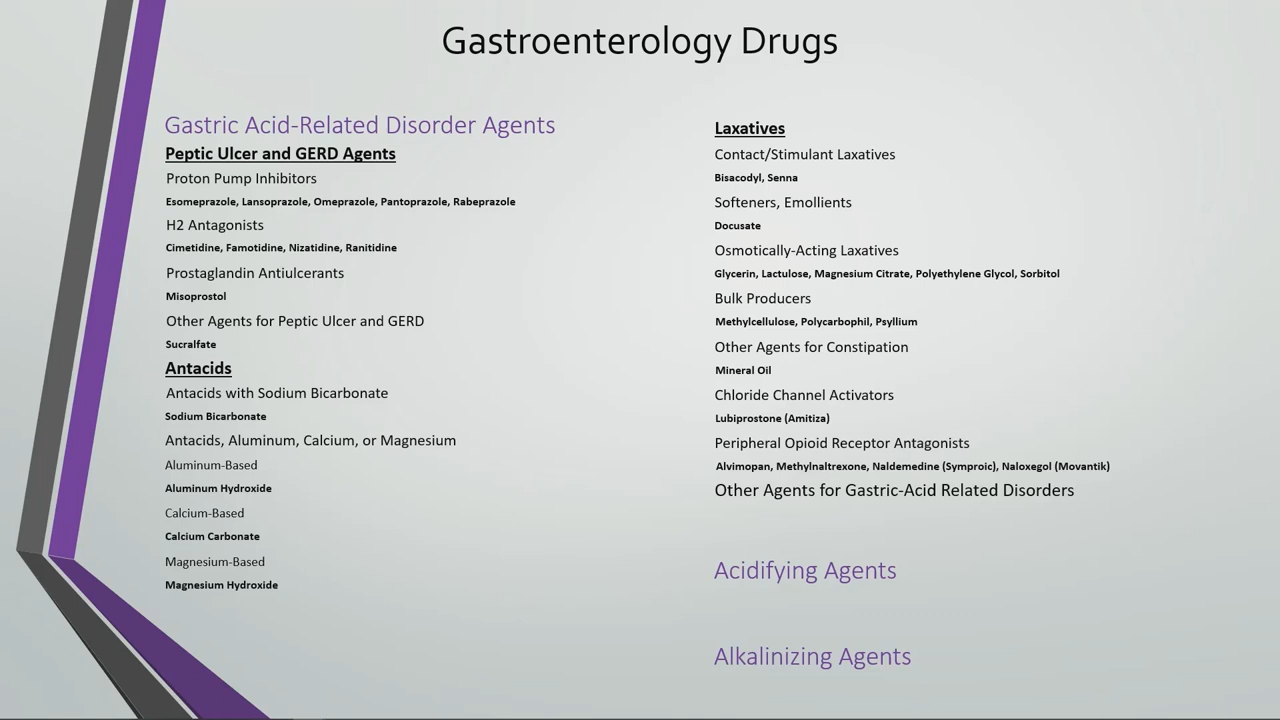 Gastroenterology Drugs
Gastric Acid-Related Disorder Agents
Peptic Ulcer and GERD Agents
Proton Pump Inhibitors
Esomeprazole, Lansoprazole, Omeprazole, Pantoprazole, Rabeprazole
H2 Antagonists
Cimetidine, Famotidine, Nizatidine, Ranitidine
Prostaglandin Antiulcerants
Misoprostol
Other Agents for Peptic Ulcer and GERD
Sucralfate
Antacids
Antacids with Sodium Bicarbonate
Sodium Bicarbonate
Antacids, Aluminum, Calcium, or Magnesium
Aluminum-Based
Aluminum Hydroxide
Calcium-Based
Calcium Carbonate
Magnesium-Based
Magnesium Hydroxide
Laxatives
Contact/Stimulant Laxatives
Bisacodyl, Senna
Softeners, Emollients
Docusate
Osmotically-Acting Laxatives
Glycerin, Lactulose, Magnesium Citrate, Polyethylene Glycol, Sorbitol
Bulk Producers
Methylcellulose, Polycarbophil, Psyllium
Other Agents for Constipation
Mineral Oil
Chloride Channel Activators
Lubiprostone (Amitiza)
Peripheral Opioid Receptor Antagonists
Alvimopan, Methylnaltrexone, Naldemedine (Symproic), Naloxegol (Movantik)
Other Agents for Gastric-Acid Related Disorders
Acidifying Agents
Alkalinizing Agents